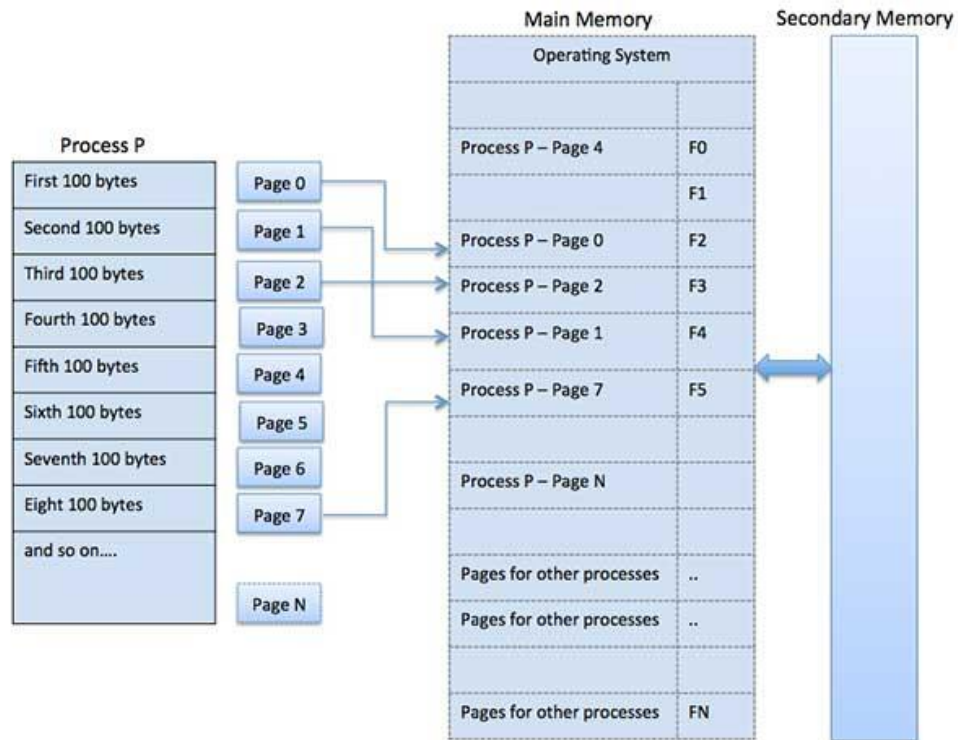 Main Memory
Secondary Memory
Operating System
Process P
First 100 bytes
Second 100 bytes
Third 100 bytes
Fourth 100 bytes
Fifth 100 bytes
Sixth 100 bytes
Seventh 100 bytes
Eight 100 bytes
and so on....
Page 0
Page 1
Page 2
Page 3
Page 4
Page 5
Page 6
Page 7
Page N
Process P – Page 4 F0
F1
Process P – Page 0 F2
Process P – Page 2 F3
Process P – Page 1 F4
Process P – Page 7 F5
Process P – Page N
Pages for other processes ..
Pages for other processes ..
Pages for other processes FN